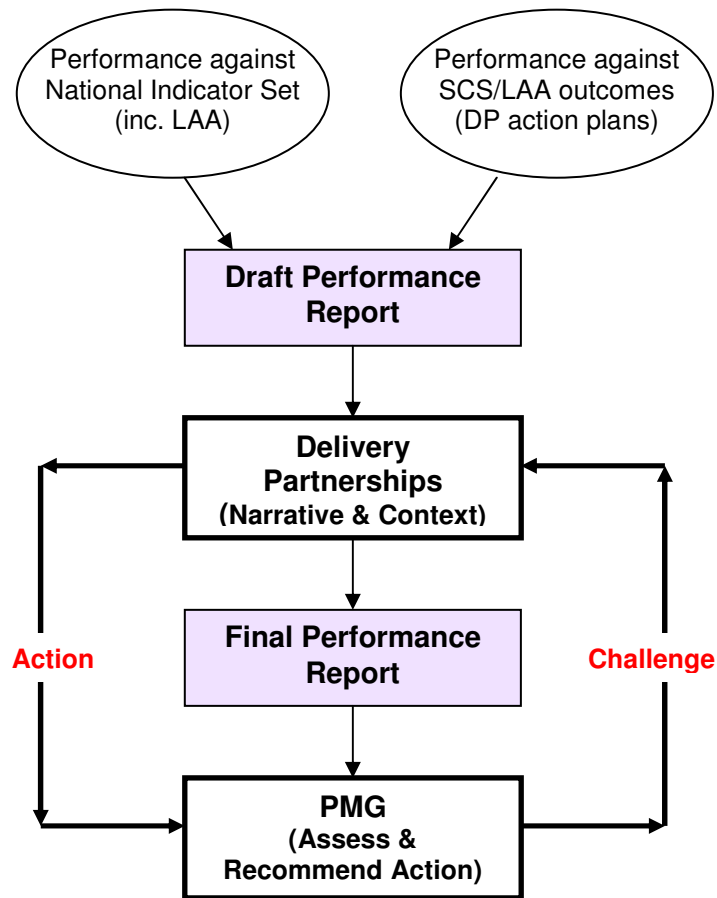 Performance against
National Indicator Set
(inc. LAA)
Performance against
SCS/LAA outcomes
(DP action plans)
Draft Performance
Report
Delivery
Partnerships
(Narrative & Context)
Action
Final Performance
Report
Challenge
PMG
(Assess &
Recommend Action)